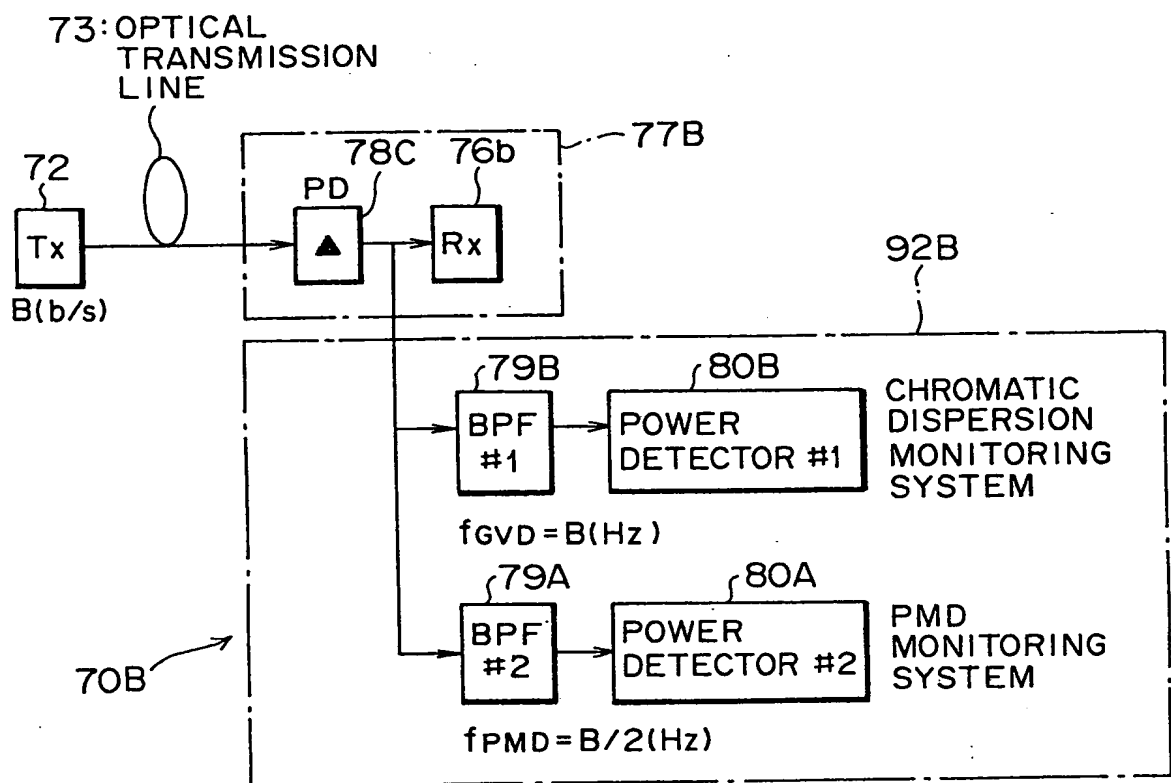 73: OPTICAL
TRANSMISSION
LINE
77B
72
78C
76b
PD
Tx
Rx
B(b/s)
92B
79B
80B
BPF
#1
POWER
DETECTOR #1
CHROMATIC
DISPERSION
MONITORING
SYSTEM
fGVD=B(Hz)
79A
80A
BPF
#2
POWER
DETECTOR #2
PMD
MONITORING
SYSTEM
70B
fPMD=B/2(Hz)